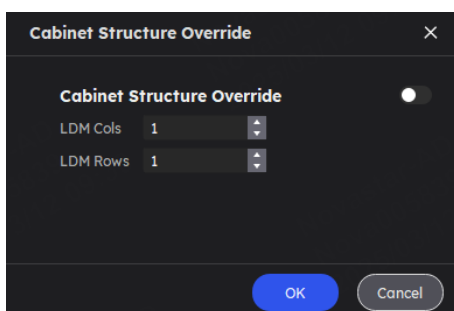 Cabinet Structure Override
Cabinet Structure Override
LDM Cols 1
LDM Rows 1
OK Cancel